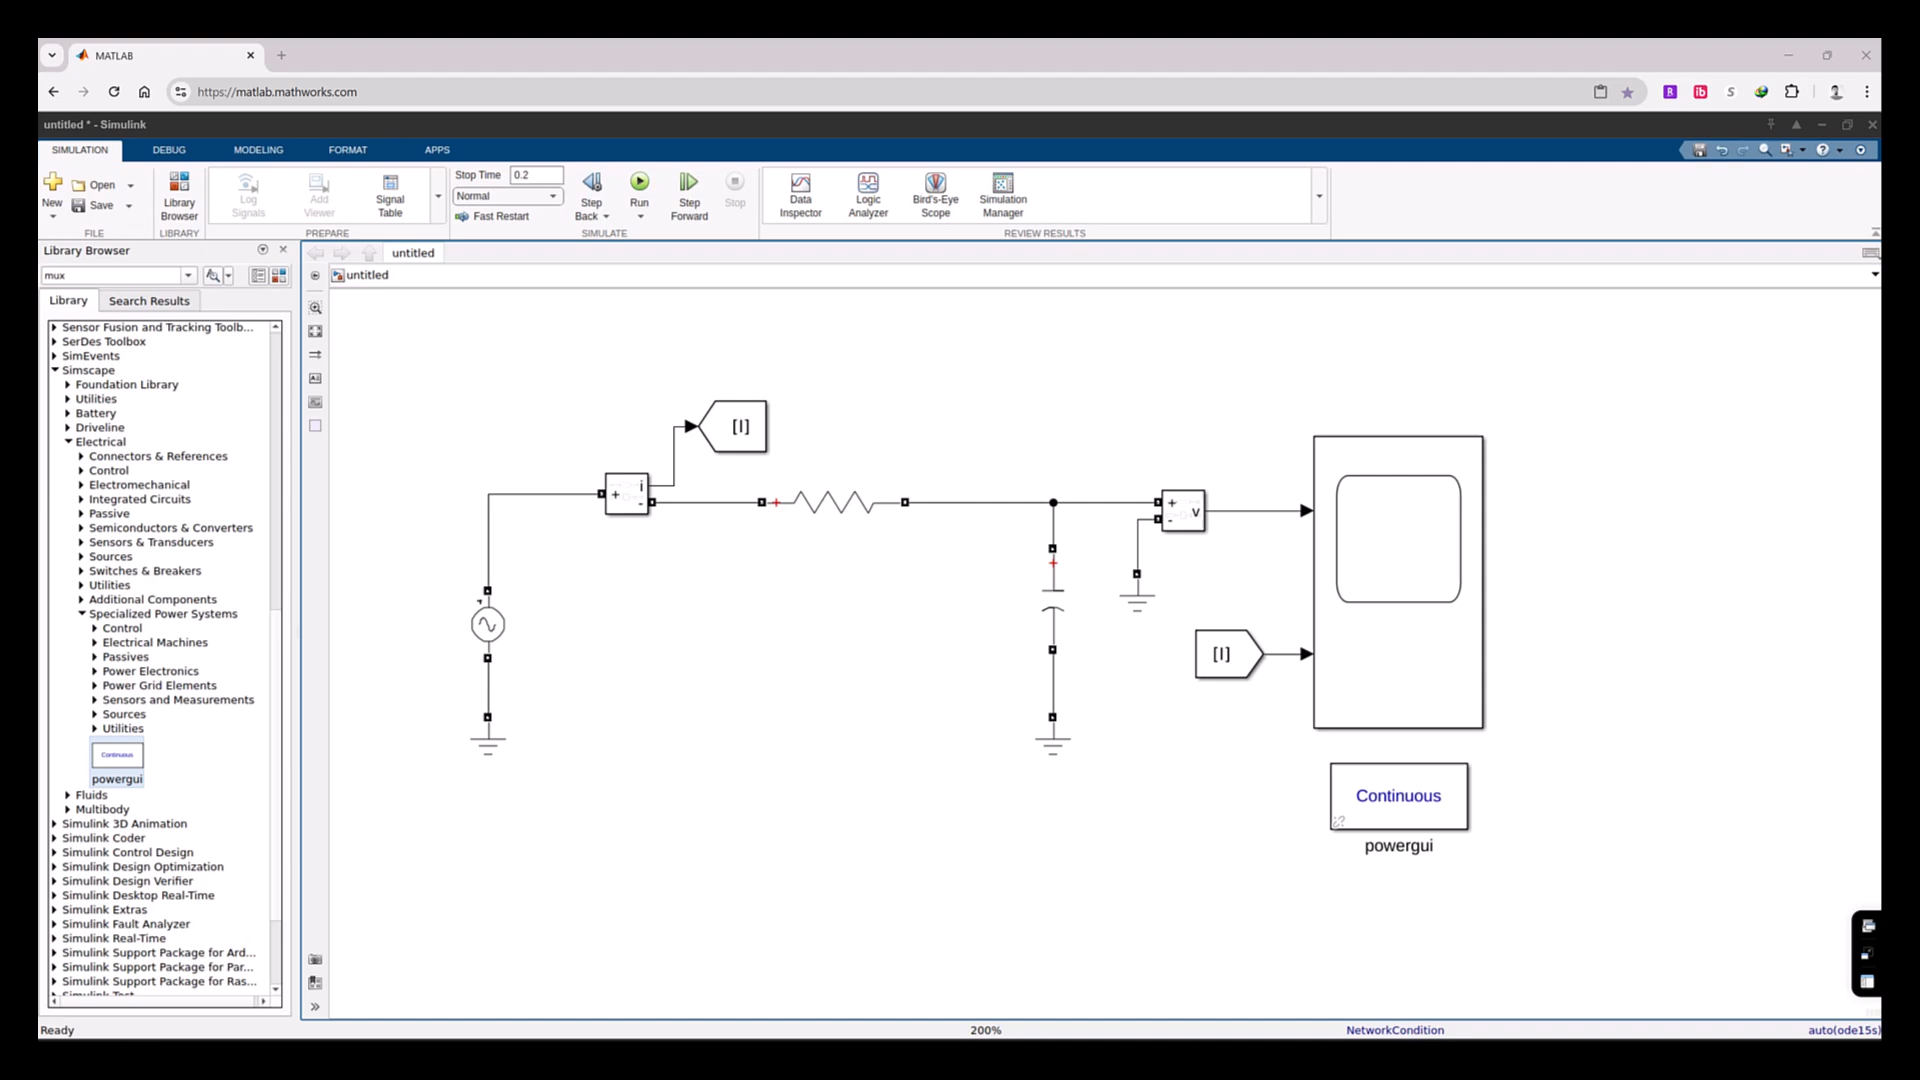 MATLAB
https://matlab.mathworks.com
untitled * - Simulink
SIMULATION DEBUG MODELING FORMAT APPS
New
Open
Save
FILE
Library Browser
LIBRARY
Log Signals
Add Viewer
Signal Table
PREPARE
Stop Time 0.2
Normal
Fast Restart
Step Back
Run
Step Forward
Stop
SIMULATE
Data Inspector
Logic Analyzer
Bird's-Eye Scope
Simulation Manager
REVIEW RESULTS
Library Browser
mux
Library Search Results
Sensor Fusion and Tracking Toolb...
SerDes Toolbox
SimEvents
Simscape
Foundation Library
Utilities
Battery
Driveline
Electrical
Connectors & References
Control
Electromechanical
Integrated Circuits
Passive
Semiconductors & Converters
Sensors & Transducers
Sources
Switches & Breakers
Utilities
Additional Components
Specialized Power Systems
Control
Electrical Machines
Passives
Power Electronics
Power Grid Elements
Sensors and Measurements
Sources
Utilities
Continuous
powergui
Fluids
Multibody
Simulink 3D Animation
Simulink Coder
Simulink Control Design
Simulink Design Optimization
Simulink Design Verifier
Simulink Desktop Real-Time
Simulink Extras
Simulink Fault Analyzer
Simulink Real-Time
Simulink Support Package for Ard...
Simulink Support Package for Par...
Simulink Support Package for Ras...
Simulink Test
untitled
untitled
[I]
+ i -
+ - v
[I]
Continuous
powergui
Ready
200%
NetworkCondition
auto(ode15s)